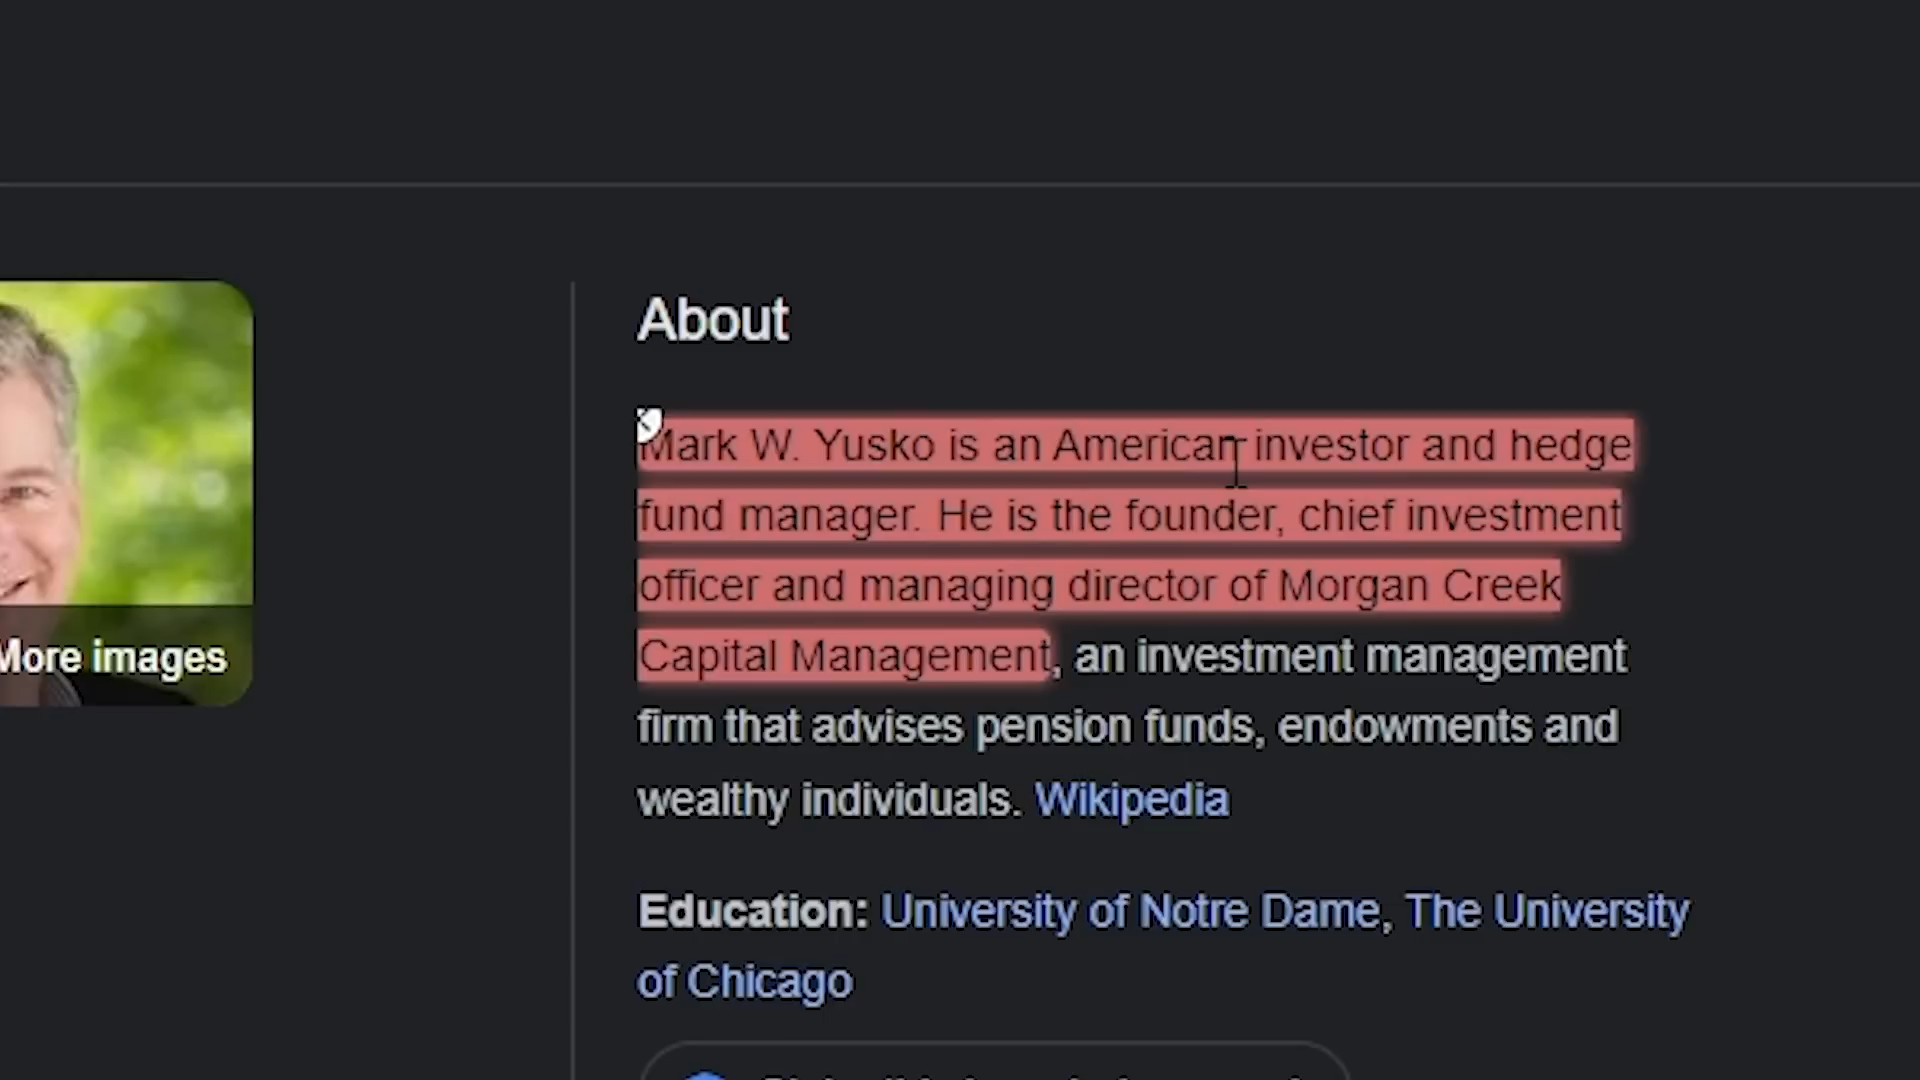 About
Mark W. Yusko is an American investor and hedge
fund manager. He is the founder, chief investment
officer and managing director of Morgan Creek
Capital Management, an investment management
firm that advises pension funds, endowments and
wealthy individuals. Wikipedia
Education: University of Notre Dame, The University
of Chicago
More images